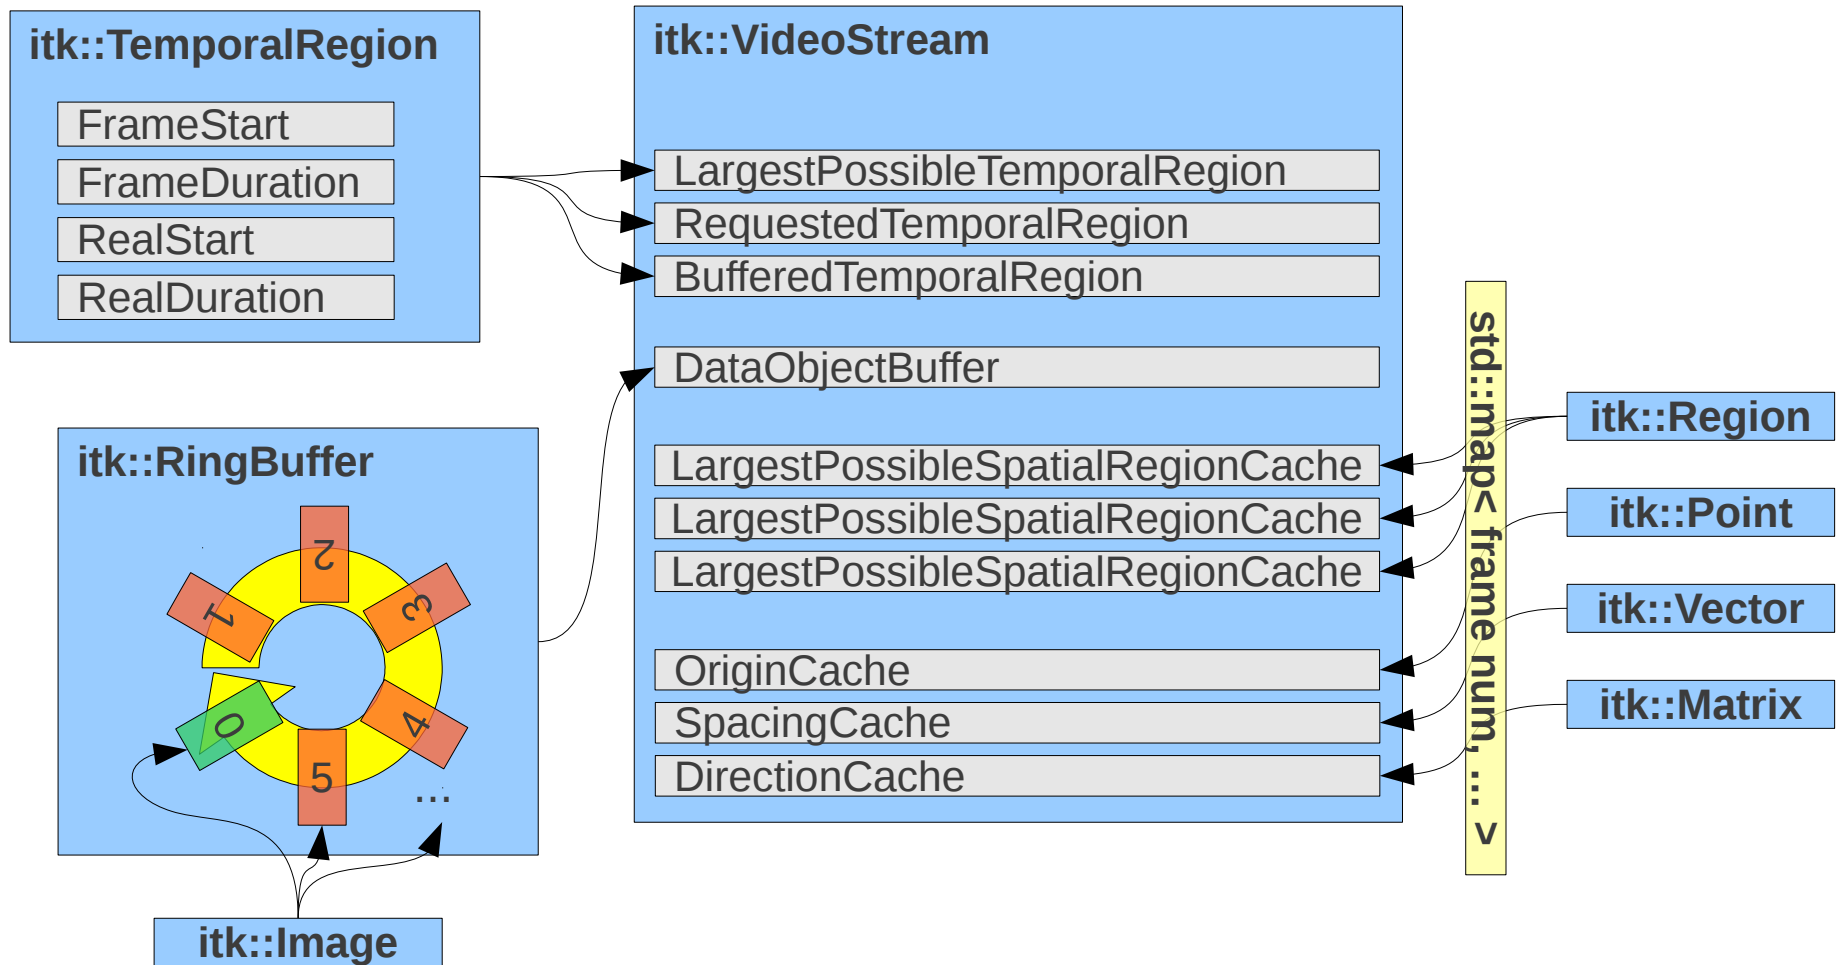 itk::TemporalRegion
FrameStart
FrameDuration
RealStart
RealDuration
itk::RingBuffer
2
1
3
0
4
5
...
itk::Image
itk::VideoStream
LargestPossibleTemporalRegion
RequestedTemporalRegion
BufferedTemporalRegion
DataObjectBuffer
LargestPossibleSpatialRegionCache
LargestPossibleSpatialRegionCache
LargestPossibleSpatialRegionCache
OriginCache
SpacingCache
DirectionCache
std::map< frame num, ... >
itk::Region
itk::Point
itk::Vector
itk::Matrix